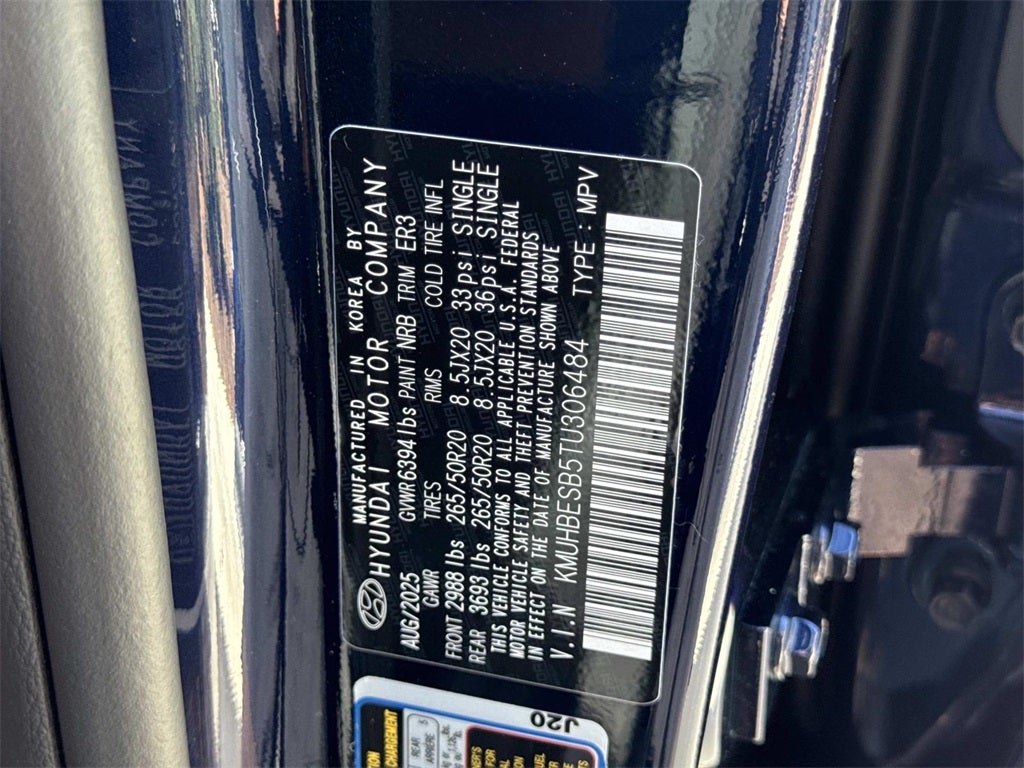 MANUFACTURED IN KOREA BY
HYUNDAI MOTOR COMPANY
AUG/2025 GVWR 6394 lbs PAINT NRB TRIM ER3
GAWR TIRES RIMS COLD TIRE INFL
FRONT 2988 lbs 265/50R20 8.5JX20 33psi SINGLE
REAR 3693 lbs 265/50R20 8.5JX20 36psi SINGLE
THIS VEHICLE CONFORMS TO ALL APPLICABLE U.S.A. FEDERAL
MOTOR VEHICLE SAFETY AND THEFT PREVENTION STANDARDS
IN EFFECT ON THE DATE OF MANUFACTURE SHOWN ABOVE
V.I.N KMUHBESB5TU306484 TYPE : MPV
CHARGEMENT
REAR
J20